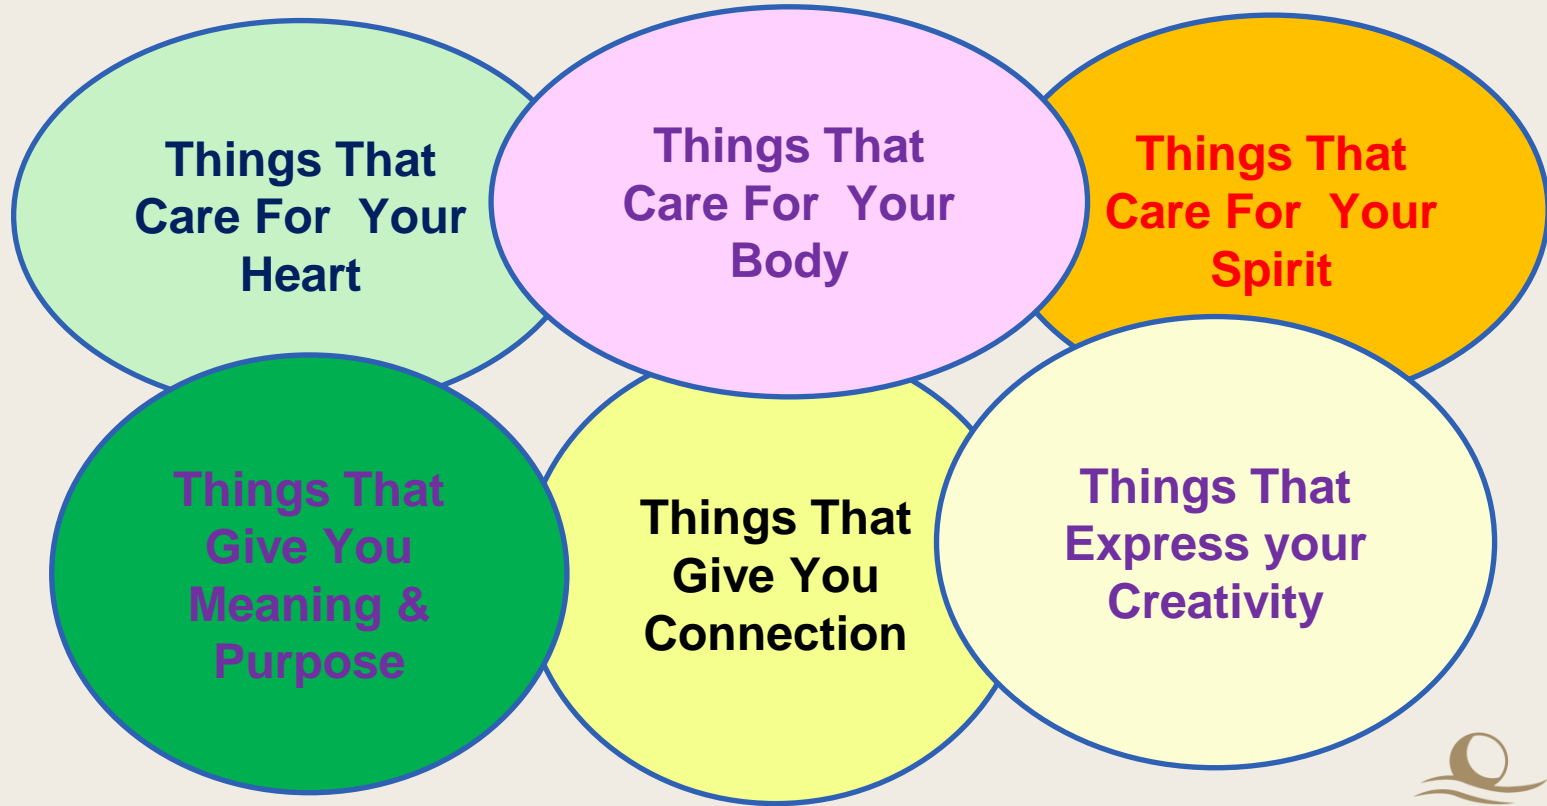 Things That
Care For  Your
Heart
Things That
Care For  Your
Body
Things That
Care For  Your
Spirit
Things That
Give You
Meaning &
Purpose
Things That
Give You
Connection
Things That
Express your
Creativity